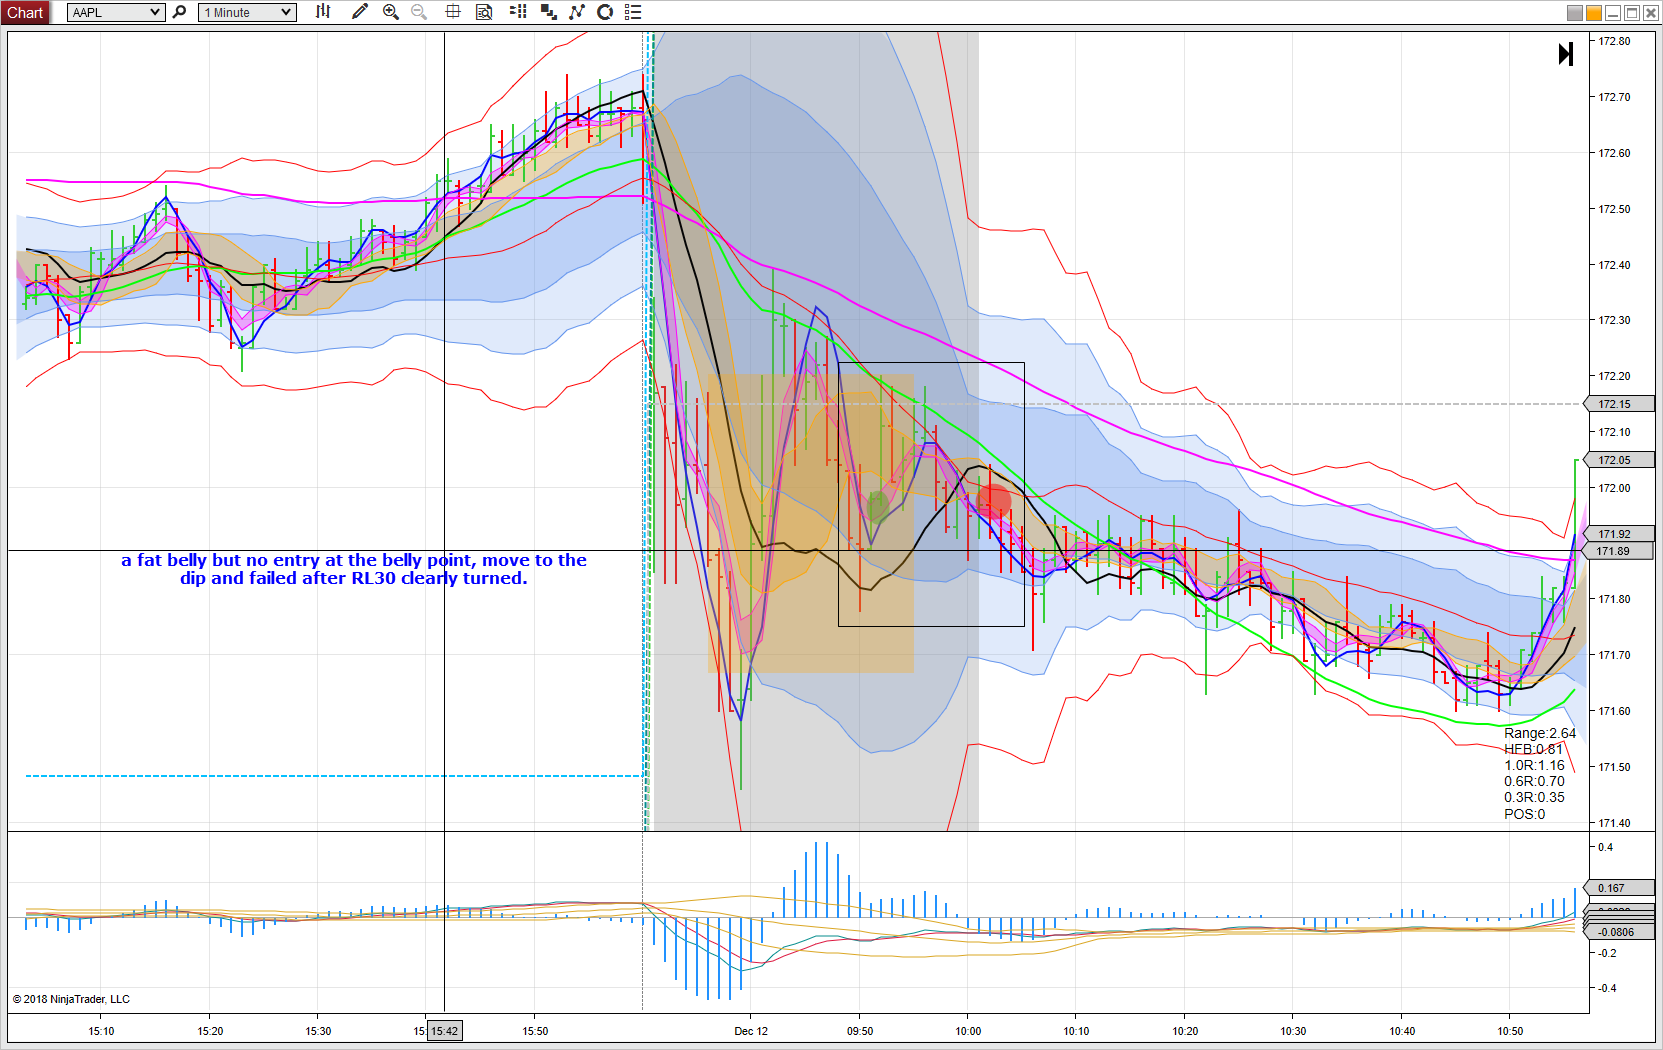 Chart
AAPL
1 Minute
172.80
172.70
172.60
172.50
172.40
172.30
172.20
172.15
172.10
172.05
172.00
171.92
171.89
171.80
171.70
171.60
171.50
171.40
a fat belly but no entry at the belly point, move to the
dip and failed after RL30 clearly turned.
Range:2.64
HFB:0.81
1.0R:1.16
0.6R:0.70
0.3R:0.35
POS:0
0.4
0.167
-0.0806
-0.2
-0.4
© 2018 NinjaTrader, LLC
15:10 15:20 15:30 15:42 15:50 Dec 12 09:50 10:00 10:10 10:20 10:30 10:40 10:50